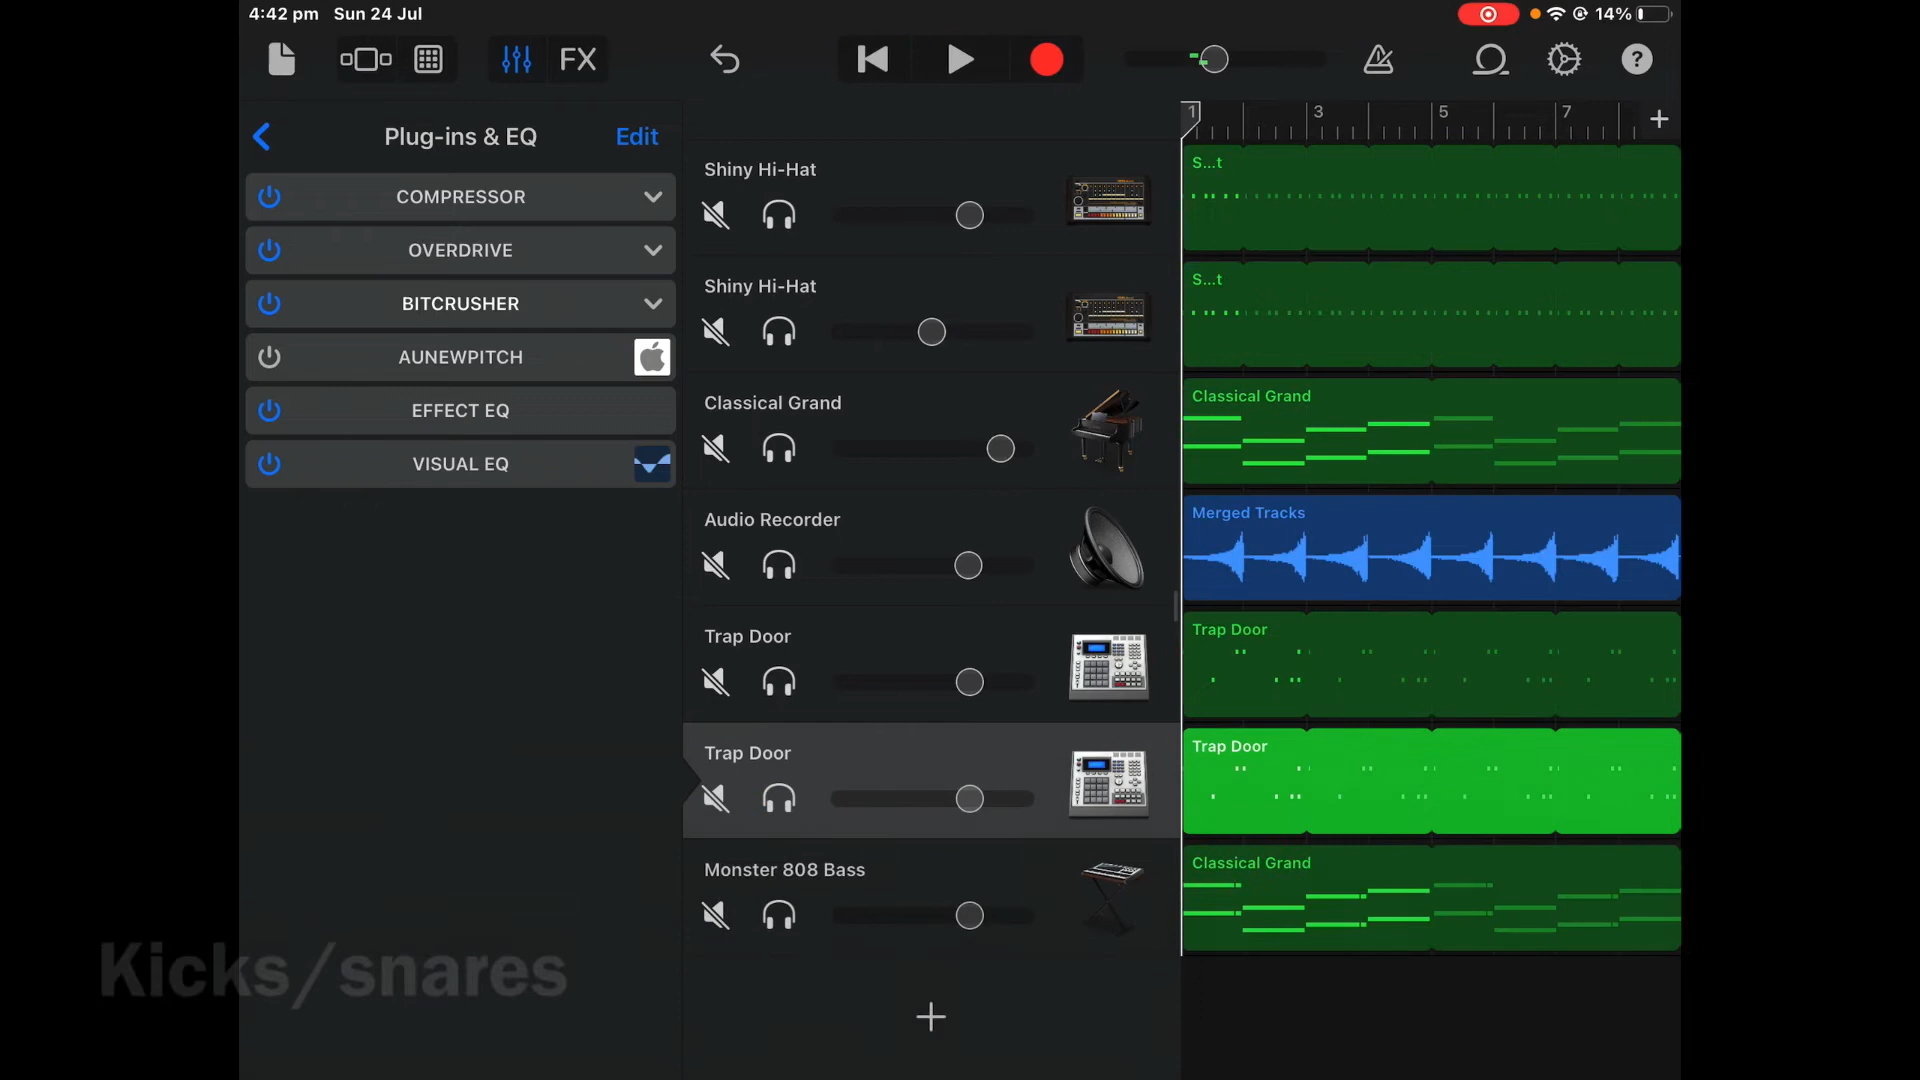 4:42 pm Sun 24 Jul
14%
FX
?
Plug-ins & EQ
Edit
COMPRESSOR
OVERDRIVE
BITCRUSHER
AUNEWPITCH
EFFECT EQ
VISUAL EQ
Shiny Hi-Hat
Shiny Hi-Hat
Classical Grand
Audio Recorder
Trap Door
Trap Door
Monster 808 Bass
1 3 5 7 +
S...t
S...t
Classical Grand
Merged Tracks
Trap Door
Trap Door
Classical Grand
Kicks/snares